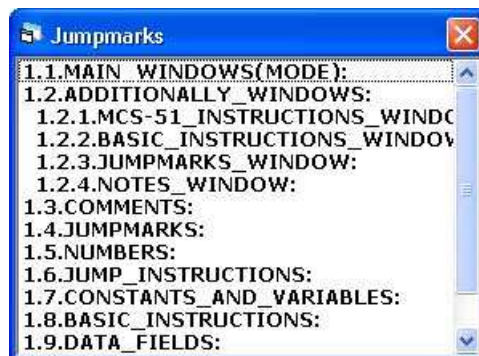 Jumpmarks
1.1.MAIN_WINDOWS(MODE):
1.2.ADDITIONALLY_WINDOWS:
1.2.1.MCS-51_INSTRUCTIONS_WINDO
1.2.2.BASIC_INSTRUCTIONS_WINDOW
1.2.3.JUMPMARKS_WINDOW:
1.2.4.NOTES_WINDOW:
1.3.COMMENTS:
1.4.JUMPMARKS:
1.5.NUMBERS:
1.6.JUMP_INSTRUCTIONS:
1.7.CONSTANTS_AND_VARIABLES:
1.8.BASIC_INSTRUCTIONS:
1.9.DATA_FIELDS: